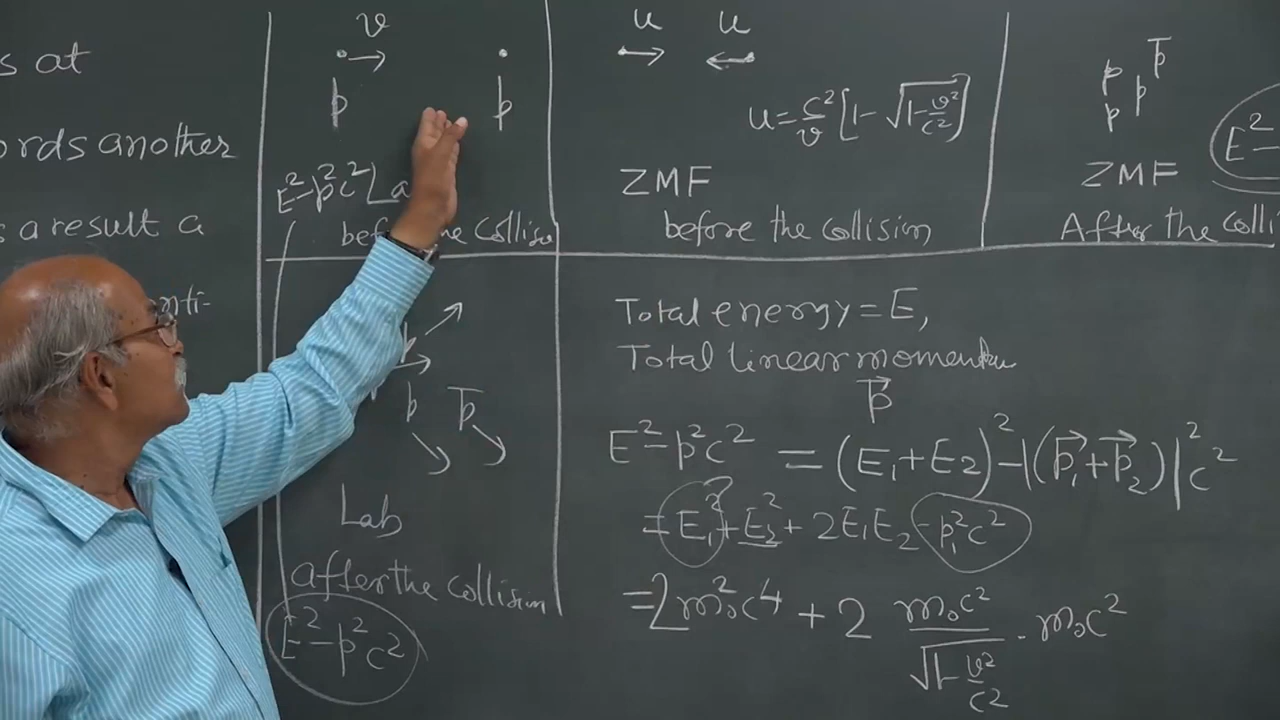 s at
ords another
s a result a
nti-
v
p p
E²-p²c² La
before the collision
u u
u = c²/v [1 - √(1 - v²/c²)]
ZMF
before the collision
p p̄
p p
E²-
ZMF
After the colli
p p̄
Lab
after the collision
E²-p²c²
Total energy = E,
Total linear momentum
p⃗
E²-p²c² = (E₁+E₂)² - |(p⃗₁+p⃗₂)|²c²
= E₁²+E₂²+2E₁E₂ - p₁²c²
= 2m₀²c⁴ + 2 m₀c²/√(1 - v²/c²) . m₀c²